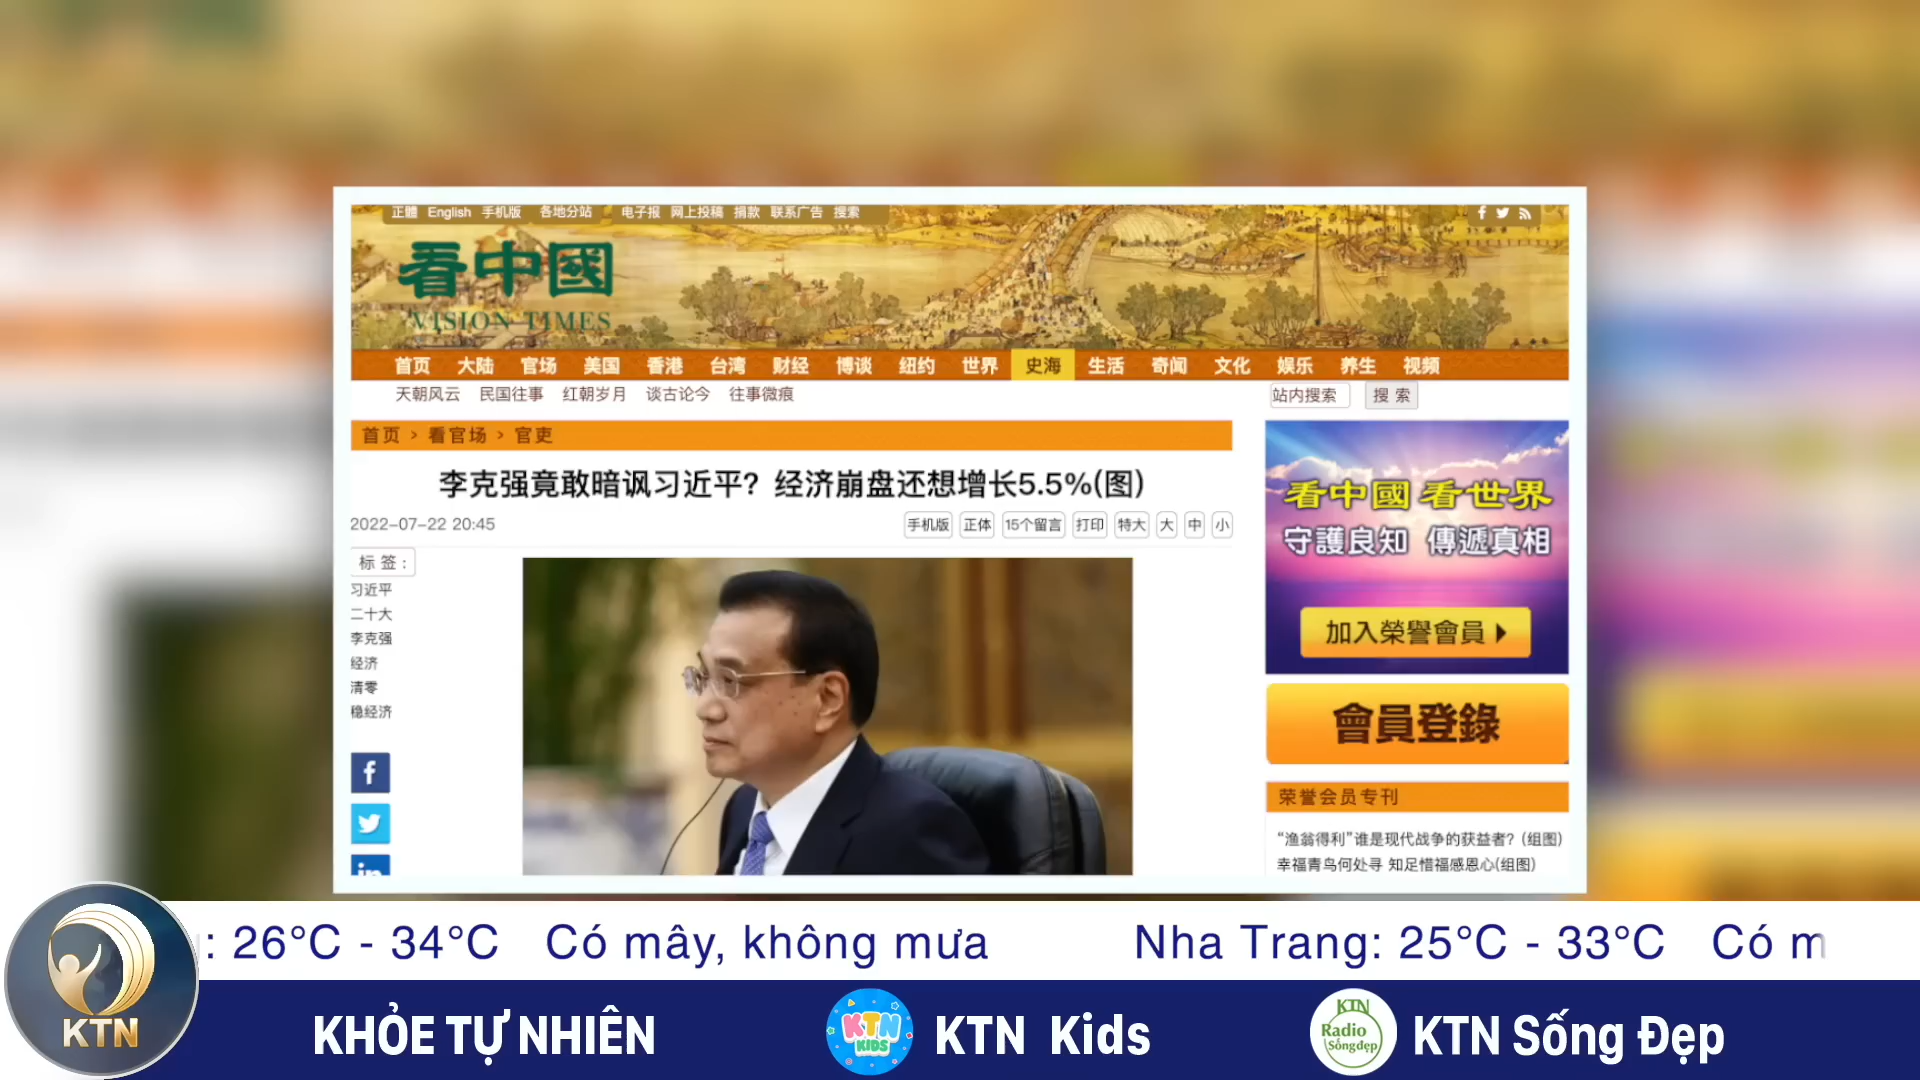 正體 English 手机版 各地分站 电子报 网上投稿 捐款 联系广告 搜索
看中國
VISION TIMES
首页 大陆 官场 美国 香港 台湾 财经 博谈 纽约 世界 史海 生活 奇闻 文化 娱乐 养生 视频
天朝风云 民国往事 红朝岁月 谈古论今 往事微痕
站内搜索 搜 索
首页 > 看官场 > 官吏
李克强竟敢暗讽习近平？经济崩盘还想增长5.5%(图)
2022-07-22 20:45
手机版 正体 15个留言 打印 特大 大 中 小
标 签：
习近平
二十大
李克强
经济
清零
稳经济
看中國 看世界
守護良知 傳遞真相
加入榮譽會員
會員登錄
荣誉会员专刊
“渔翁得利”谁是现代战争的获益者？(组图)
幸福青鸟何处寻 知足惜福感恩心(组图)
: 26°C - 34°C Có mây, không mưa Nha Trang: 25°C - 33°C Có m
KTN
KHỎE TỰ NHIÊN
KTN KIDS
KTN Kids
KTN Radio Sốngđẹp
KTN Sống Đẹp